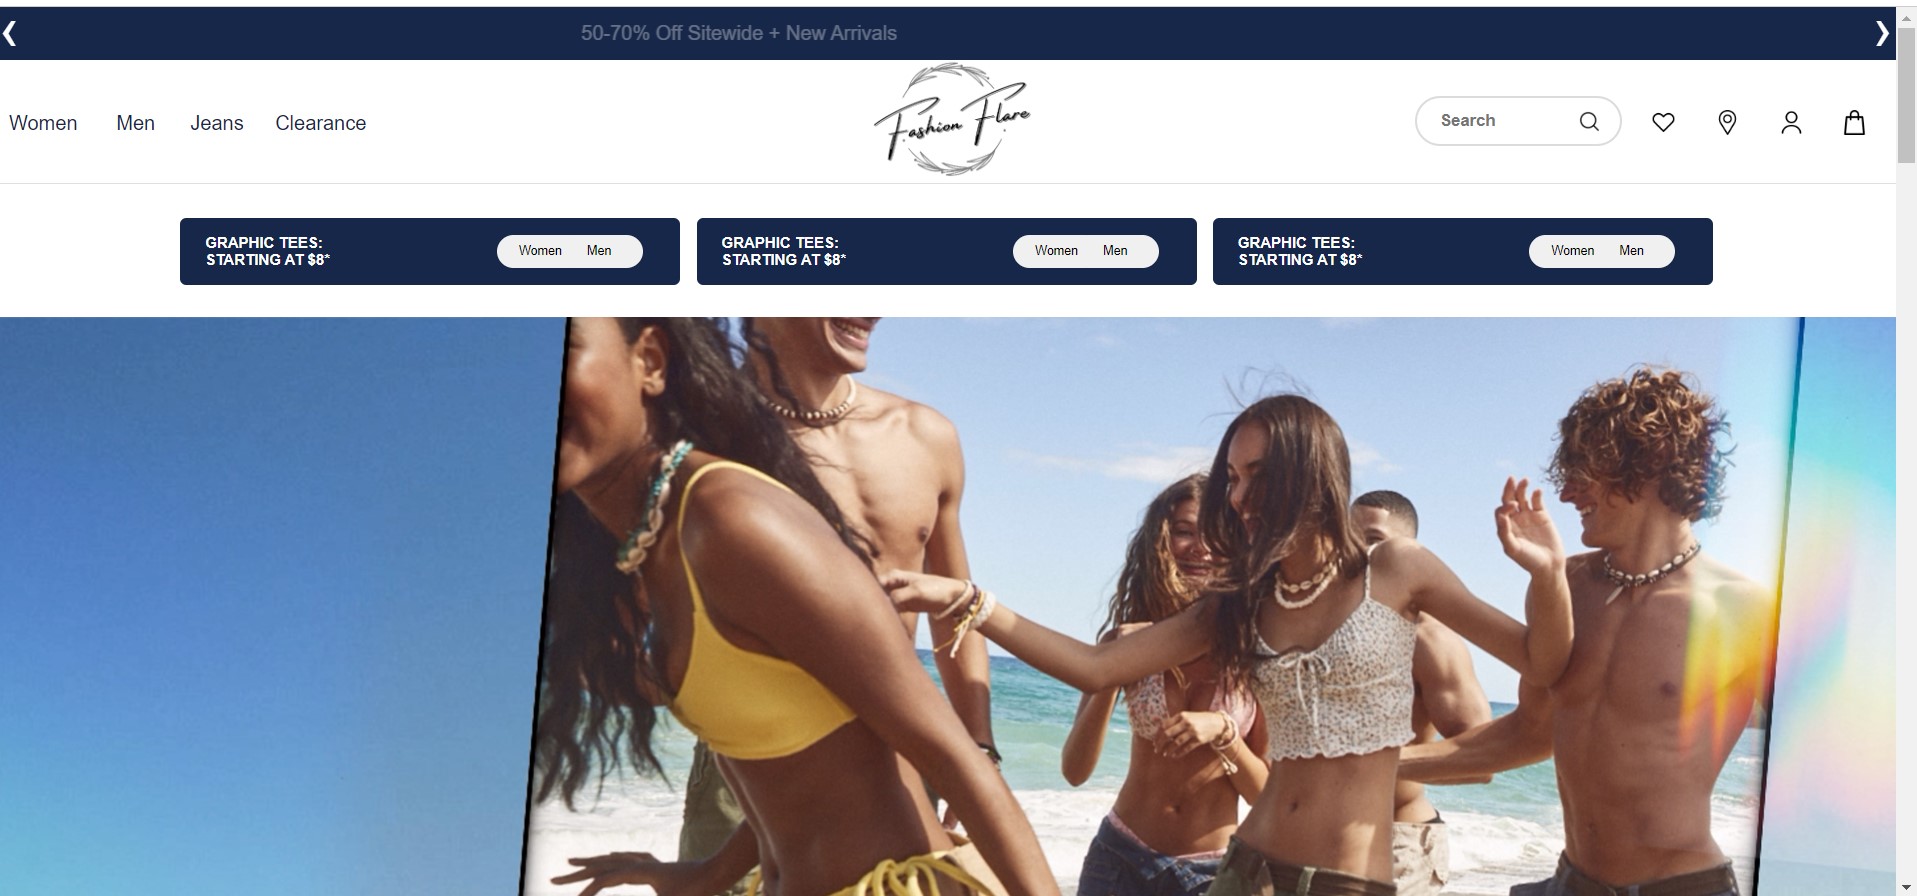 50-70% Off Sitewide + New Arrivals
Women Men Jeans Clearance
Fashion Flare
Search
GRAPHIC TEES:
STARTING AT $8*
Women Men
GRAPHIC TEES:
STARTING AT $8*
Women Men
GRAPHIC TEES:
STARTING AT $8*
Women Men